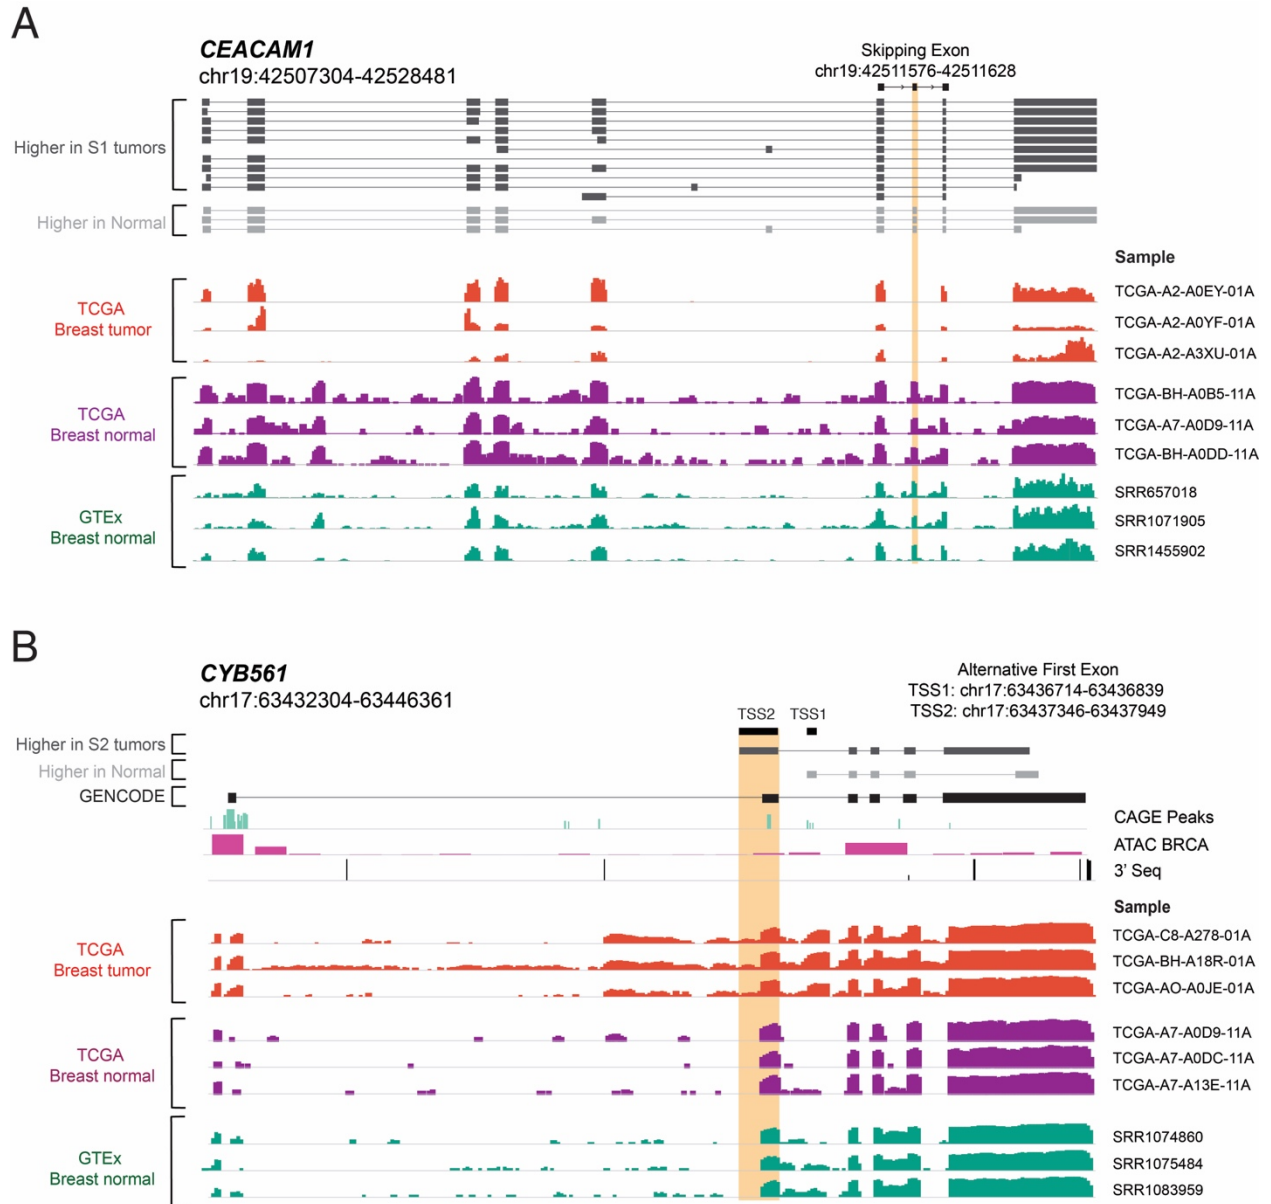 A
CEACAM1
chr19:42507304-42528481
Skipping Exon
chr19:42511576-42511628
Higher in S1 tumors
Higher in Normal
Sample
TCGA
Breast tumor
TCGA-A2-A0EY-01A
TCGA-A2-A0YF-01A
TCGA-A2-A3XU-01A
TCGA
Breast normal
TCGA-BH-A0B5-11A
TCGA-A7-A0D9-11A
TCGA-BH-A0DD-11A
GTEx
Breast normal
SRR657018
SRR1071905
SRR1455902
B
CYB561
chr17:63432304-63446361
Alternative First Exon
TSS1: chr17:63436714-63436839
TSS2: chr17:63437346-63437949
TSS2 TSS1
Higher in S2 tumors
Higher in Normal
GENCODE
CAGE Peaks
ATAC BRCA
3' Seq
Sample
TCGA
Breast tumor
TCGA-C8-A278-01A
TCGA-BH-A18R-01A
TCGA-AO-A0JE-01A
TCGA
Breast normal
TCGA-A7-A0D9-11A
TCGA-A7-A0DC-11A
TCGA-A7-A13E-11A
GTEx
Breast normal
SRR1074860
SRR1075484
SRR1083959